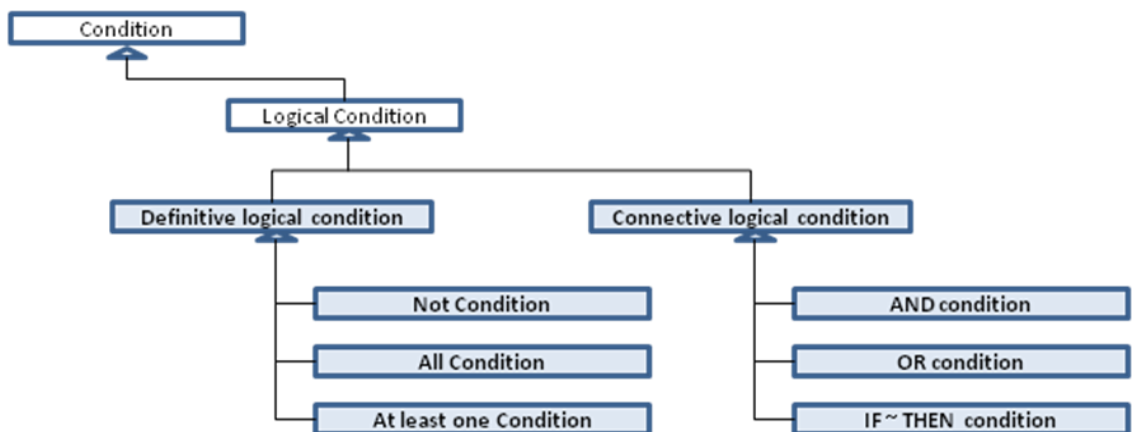 Condition
Logical Condition
Definitive logical condition
Connective logical condition
Not Condition
AND condition
All Condition
OR condition
At least one Condition
IF ~ THEN condition